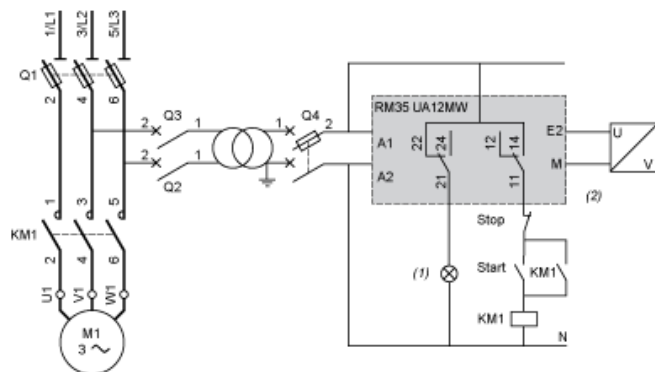 1/L1 3/L2 5/L3
Q1
2 4 6
Q3
2 1
Q2
2 1
Q4
1 2
RM35 UA12MW
A1
A2
22 24
21
12 14
11
E2
M
U
V
(2)
Stop
Start
KM1
KM1
N
(1)
1 3 5
KM1
2 4 6
U1 V1 W1
M1
3